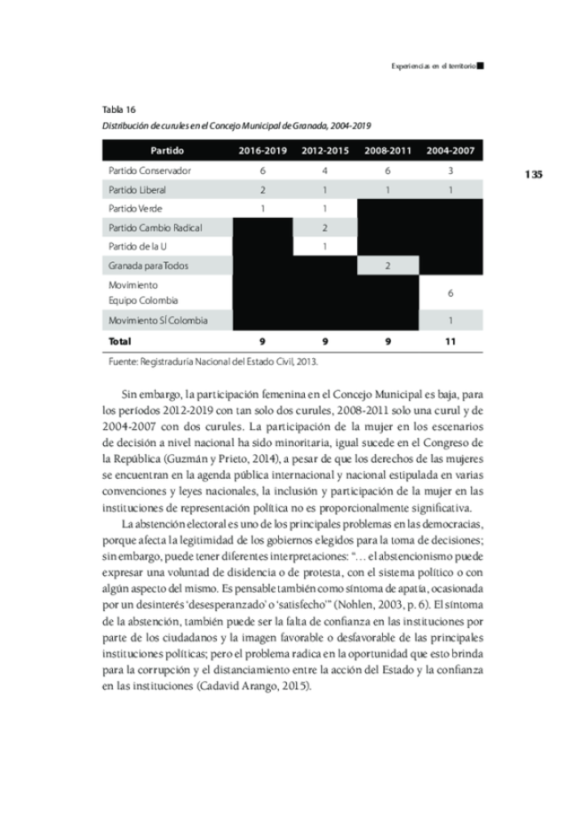 Experiencias en el territorio
135
Tabla 16
Distribución de curules en el Concejo Municipal de Granada, 2004-2019
Partido 2016-2019 2012-2015 2008-2011 2004-2007
Partido Conservador 6 4 6 3
Partido Liberal 2 1 1 1
Partido Verde 1 1
Partido Cambio Radical 2
Partido de la U 1
Granada para Todos 2
Movimiento
Equipo Colombia 6
Movimiento SÍ Colombia 1
Total 9 9 9 11
Fuente: Registraduría Nacional del Estado Civil, 2013.
Sin embargo, la participación femenina en el Concejo Municipal es baja, para
los períodos 2012-2019 con tan solo dos curules, 2008-2011 solo una curul y de
2004-2007 con dos curules. La participación de la mujer en los escenarios
de decisión a nivel nacional ha sido minoritaria, igual sucede en el Congreso de
la República (Guzmán y Prieto, 2014), a pesar de que los derechos de las mujeres
se encuentran en la agenda pública internacional y nacional estipulada en varias
convenciones y leyes nacionales, la inclusión y participación de la mujer en las
instituciones de representación política no es proporcionalmente significativa.
La abstención electoral es uno de los principales problemas en las democracias,
porque afecta la legitimidad de los gobiernos elegidos para la toma de decisiones;
sin embargo, puede tener diferentes interpretaciones: “… el abstencionismo puede
expresar una voluntad de disidencia o de protesta, con el sistema político o con
algún aspecto del mismo. Es pensable también como síntoma de apatía, ocasionada
por un desinterés ‘desesperanzado’ o ‘satisfecho’” (Nohlen, 2003, p. 6). El síntoma
de la abstención, también puede ser la falta de confianza en las instituciones por
parte de los ciudadanos y la imagen favorable o desfavorable de las principales
instituciones políticas; pero el problema radica en la oportunidad que esto brinda
para la corrupción y el distanciamiento entre la acción del Estado y la confianza
en las instituciones (Cadavid Arango, 2015).